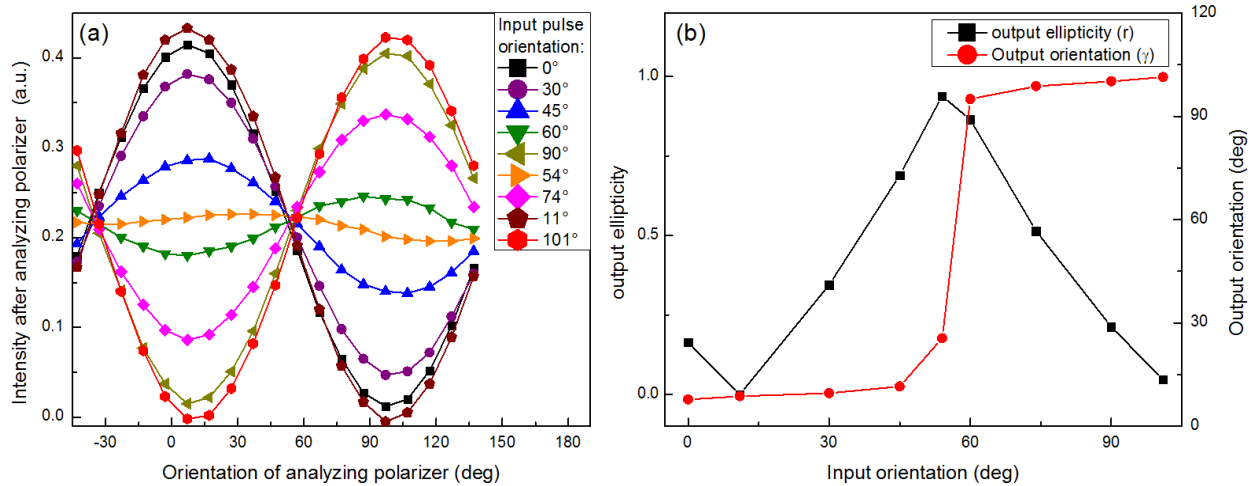 (a)
Input pulse
orientation:
0°
30°
45°
60°
90°
54°
74°
11°
101°
0.4
0.3
0.2
0.1
0.0
Intensity after analyzing polarizer (a.u.)
-30 0 30 60 90 120 150 180
Orientation of analyzing polarizer (deg)
(b)
output ellipticity (r)
Output orientation (γ)
1.0
0.5
0.0
output ellipticity
120
90
60
30
0
Output orientation (deg)
0 30 60 90
Input orientation (deg)